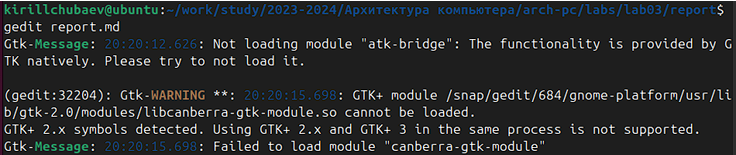 kirillchubaev@ubuntu:~/work/study/2023-2024/Архитектура компьютера/arch-pc/labs/lab03/report$
gedit report.md
Gtk-Message: 20:20:12.626: Not loading module "atk-bridge": The functionality is provided by G
TK natively. Please try to not load it.
(gedit:32204): Gtk-WARNING **: 20:20:15.698: GTK+ module /snap/gedit/684/gnome-platform/usr/li
b/gtk-2.0/modules/libcanberra-gtk-module.so cannot be loaded.
GTK+ 2.x symbols detected. Using GTK+ 2.x and GTK+ 3 in the same process is not supported.
Gtk-Message: 20:20:15.698: Failed to load module "canberra-gtk-module"